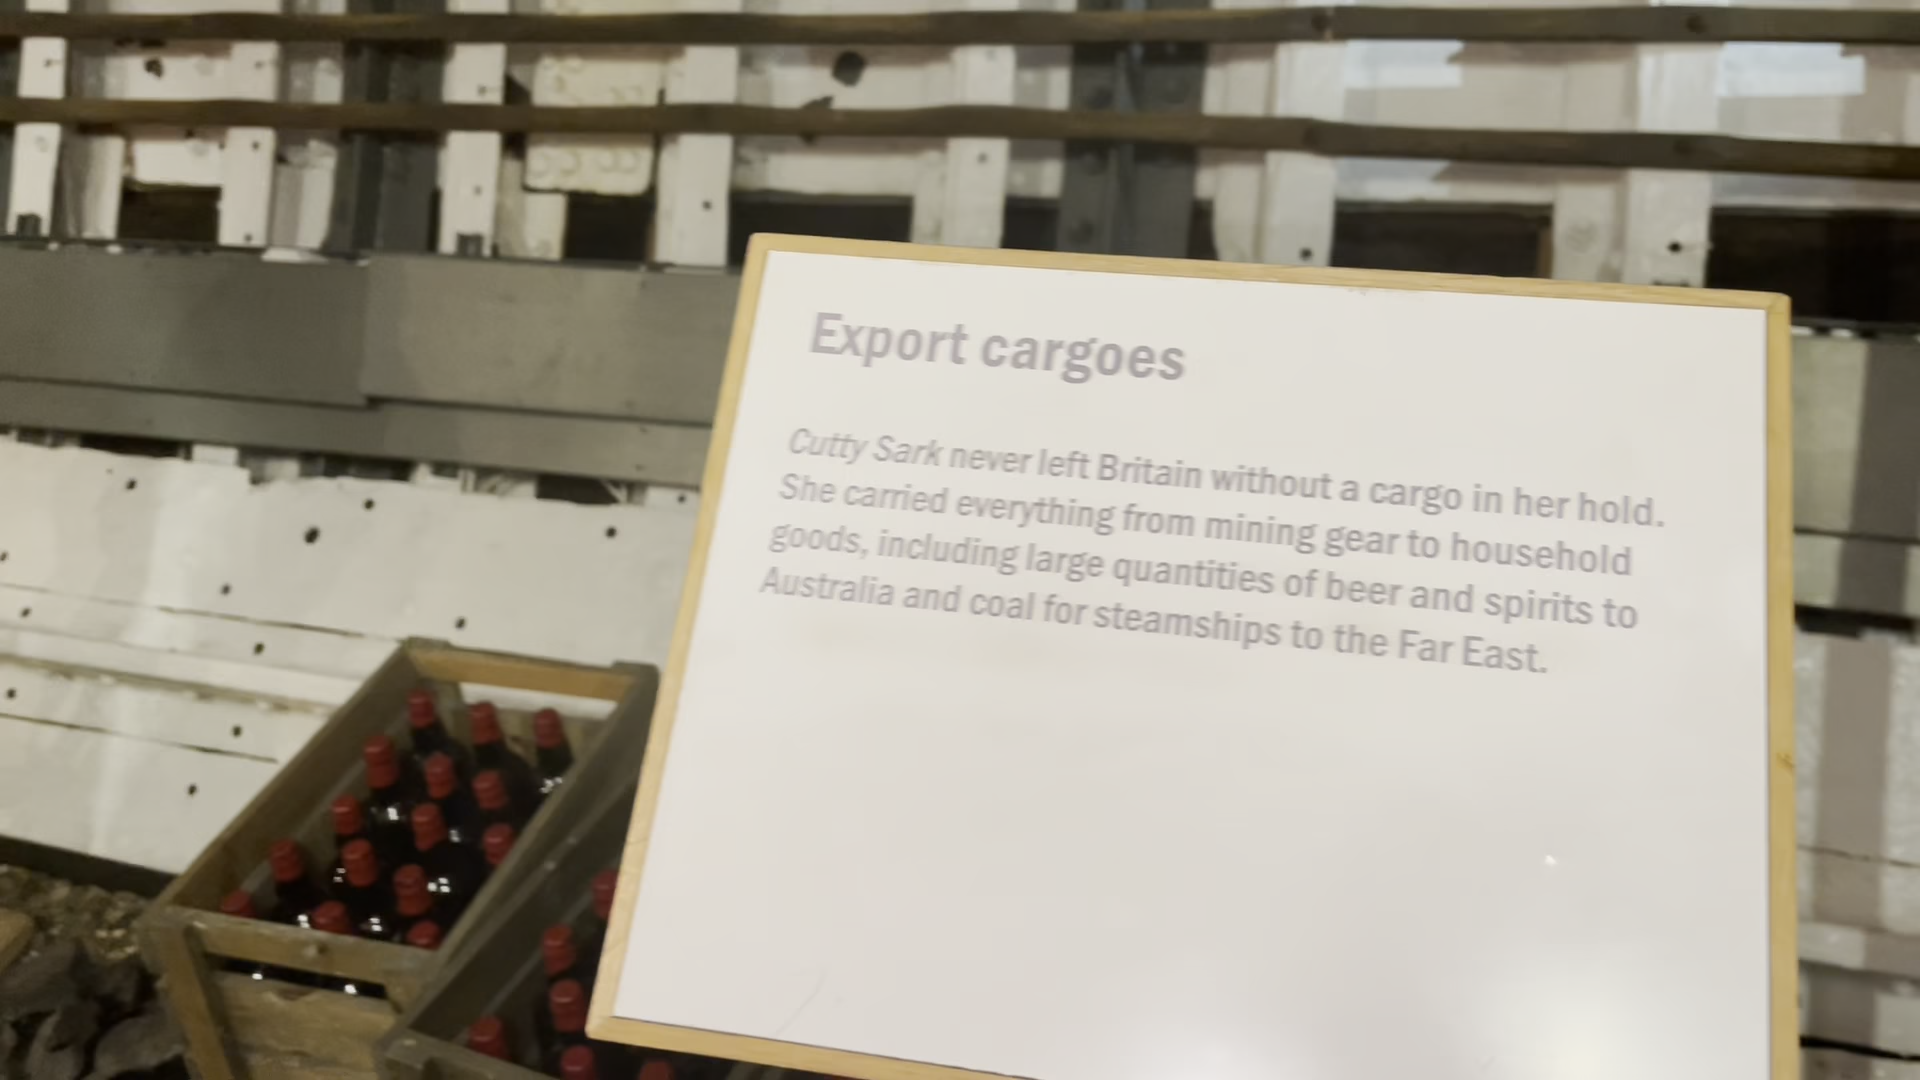 Export cargoes
Cutty Sark never left Britain without a cargo in her hold.
She carried everything from mining gear to household
goods, including large quantities of beer and spirits to
Australia and coal for steamships to the Far East.